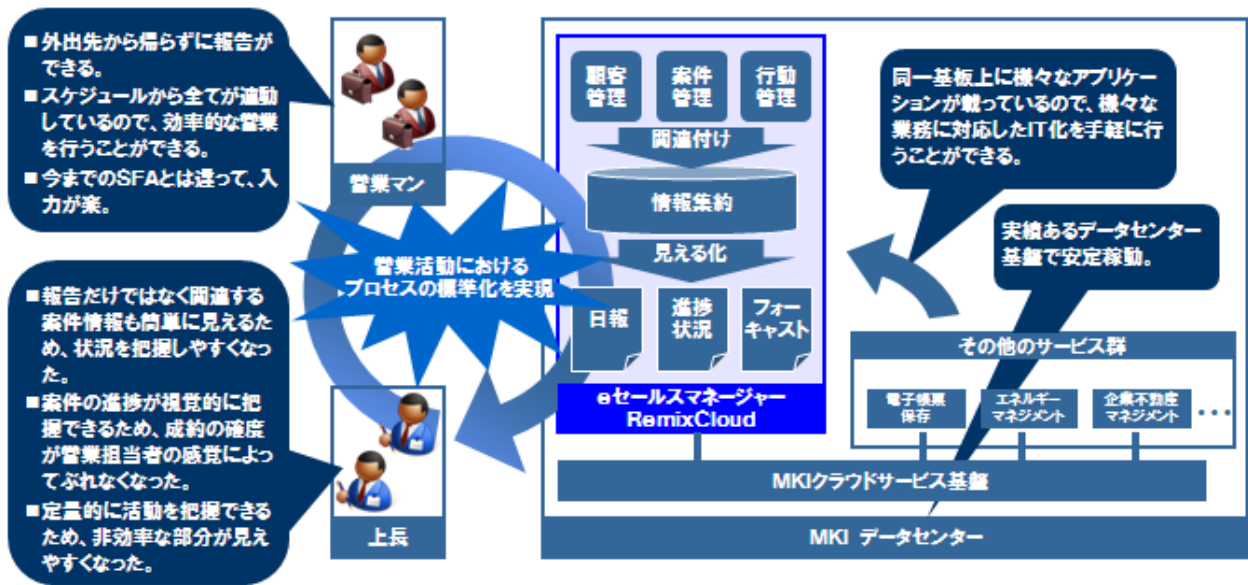 ■外出先から帰らずに報告が
できる。
■スケジュールから全てが連動
しているので、効率的な営業
を行うことができる。
■今までのSFAとは違って、入
力が楽。
営業マン
営業活動における
プロセスの標準化を実現
■報告だけではなく関連する
案件情報も簡単に見えるた
め、状況を把握しやすくなっ
た。
■案件の進捗が視覚的に把
握できるため、成約の確度
が営業担当者の感覚によっ
てぶれなくなった。
■定量的に活動を把握できる
ため、非効率な部分が見え
やすくなった。
上長
顧客
管理
案件
管理
行動
管理
関連付け
情報集約
見える化
日報
進捗
状況
フォー
キャスト
eセールスマネージャー
RemixCloud
同一基板上に様々なアプリケー
ションが載っているので、様々な
業務に対応したIT化を手軽に行
うことができる。
実績あるデータセンター
基盤で安定稼動。
その他のサービス群
電子帳票
保存
エネルギー
マネジメント
企業不動産
マネジメント
・・・
MKIクラウドサービス基盤
MKI データセンター